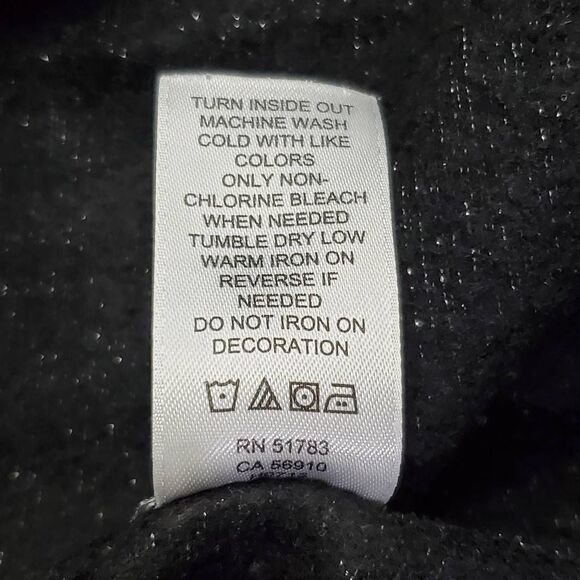 TURN INSIDE OUT
MACHINE WASH
COLD WITH LIKE
COLORS
ONLY NON-
CHLORINE BLEACH
WHEN NEEDED
TUMBLE DRY LOW
WARM IRON ON
REVERSE IF
NEEDED
DO NOT IRON ON
DECORATION
RN 51783
CA 56910